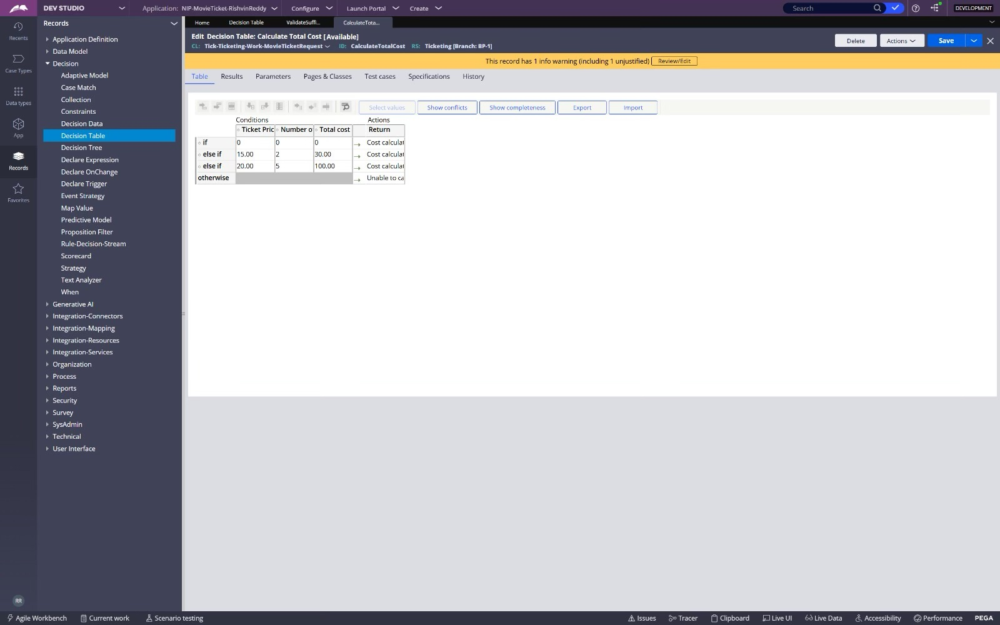 DEV STUDIO
Application: NIP-MovieTicket-RishvinReddy
Configure
Launch Portal
Create
Search
DEVELOPMENT
Recents
Case Types
Data types
App
Records
Favorites
RR
Records
Application Definition
Data Model
Decision
Adaptive Model
Case Match
Collection
Constraints
Decision Data
Decision Table
Decision Tree
Declare Expression
Declare OnChange
Declare Trigger
Event Strategy
Map Value
Predictive Model
Proposition Filter
Rule-Decision-Stream
Scorecard
Strategy
Text Analyzer
When
Generative AI
Integration-Connectors
Integration-Mapping
Integration-Resources
Integration-Services
Organization
Process
Reports
Security
Survey
SysAdmin
Technical
User Interface
Home
Decision Table
ValidateSuffi...
CalculateTota...
Edit Decision Table: Calculate Total Cost [Available]
CL: Tick-Ticketing-Work-MovieTicketRequest ID: CalculateTotalCost RS: Ticketing [Branch: BP-1]
Delete
Actions
Save
This record has 1 info warning (including 1 unjustified) Review/Edit
Table Results Parameters Pages & Classes Test cases Specifications History
Select values Show conflicts Show completeness Export Import
Conditions Actions
Ticket Pric Number o Total cost Return
if 0 0 0 Cost calculat
else if 15.00 2 30.00 Cost calculat
else if 20.00 5 100.00 Cost calculat
otherwise Unable to ca
Agile Workbench Current work Scenario testing Issues Tracer Clipboard Live UI Live Data Accessibility Performance PEGA